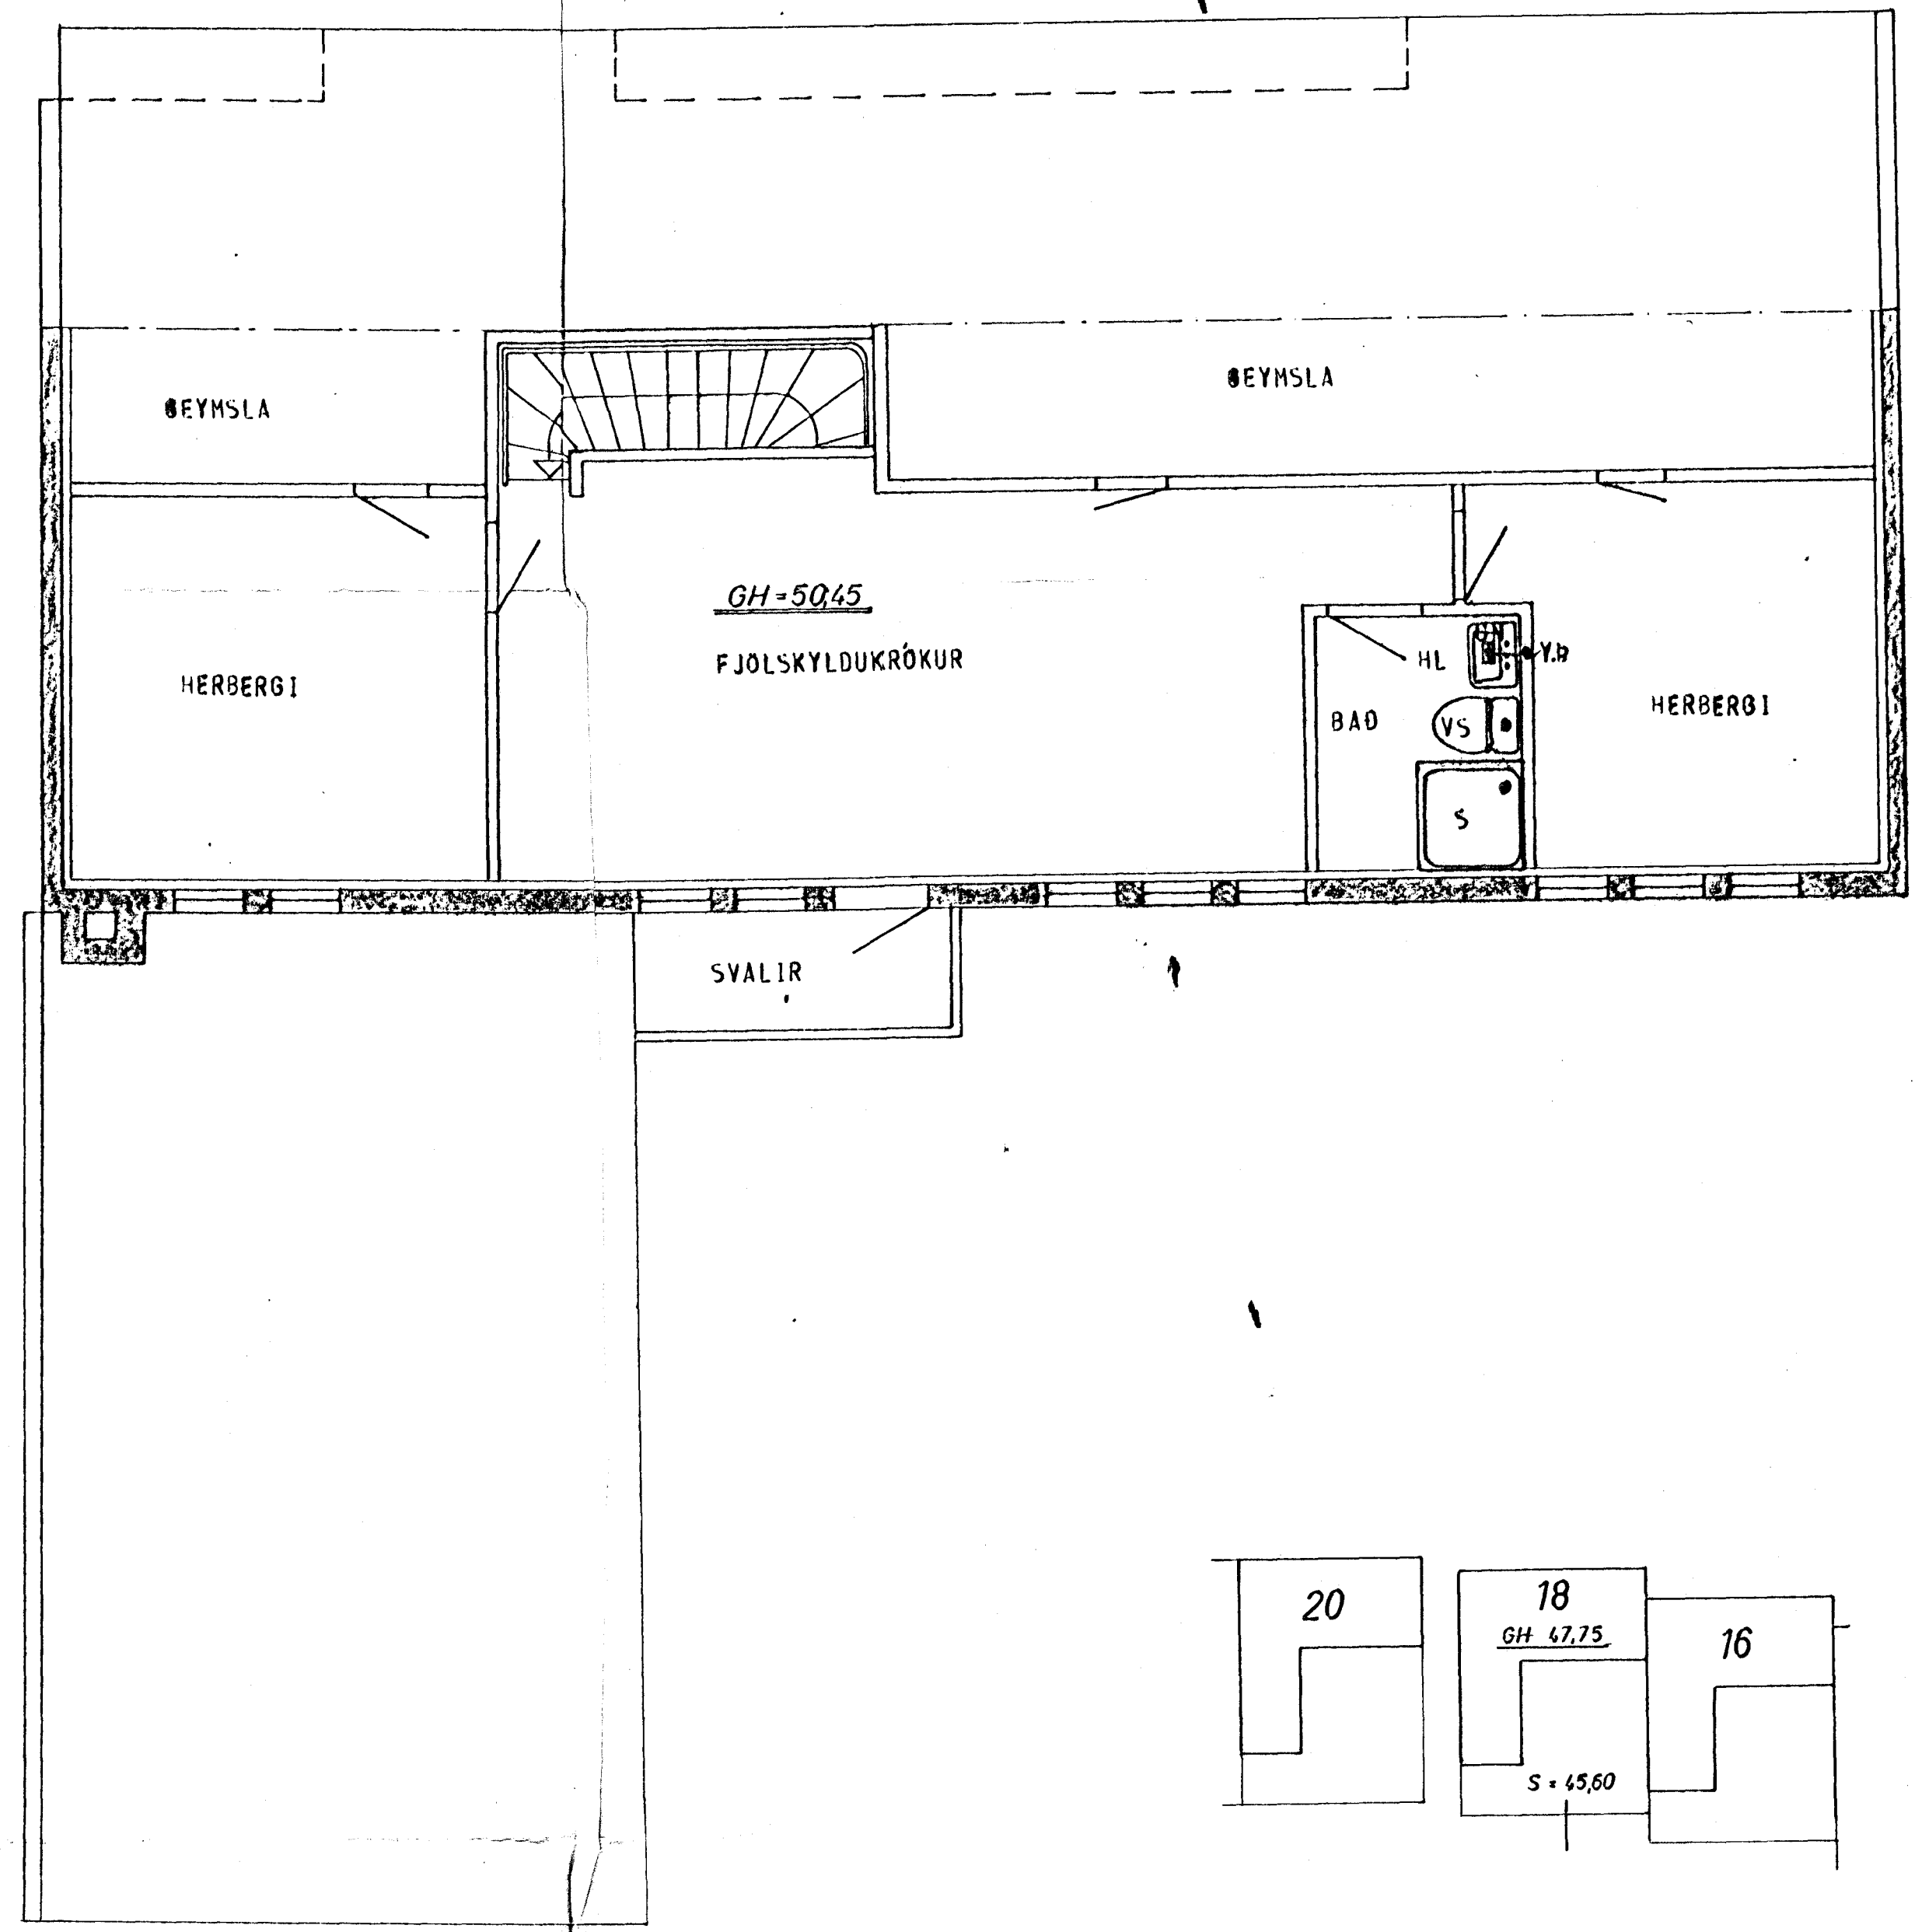 GEYMSLA
GEYMSLA
GH = 50,45
FJÖLSKYLDUKRÓKUR
HERBERGI
HL
BAÐ
VS
HERBERGI
S
SVALIR
20
18
GH 47,75
16
S = 45,60